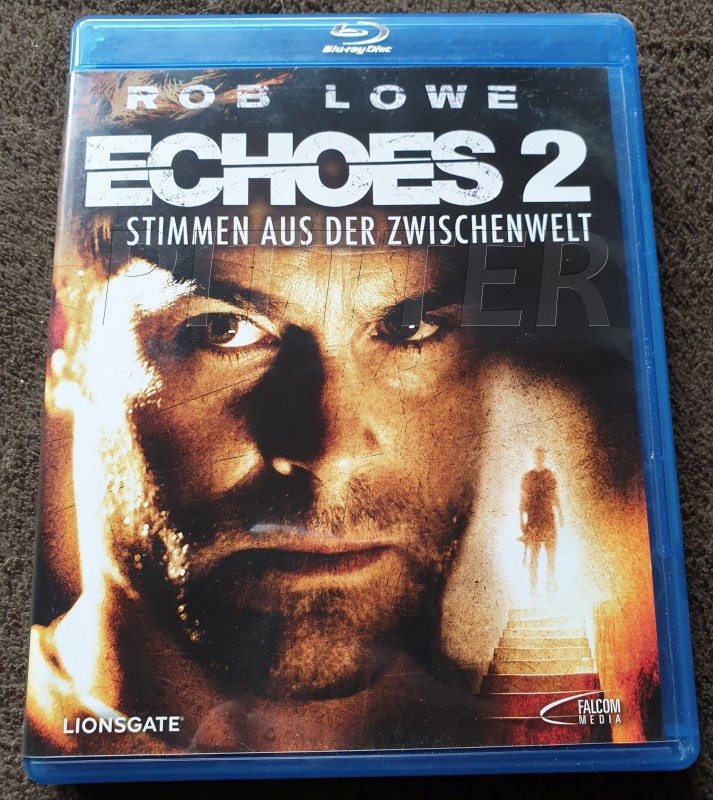 Blu-ray Disc
ROB LOWE
ECHOES 2
STIMMEN AUS DER ZWISCHENWELT
LIONSGATE®
FALCOM
MEDIA